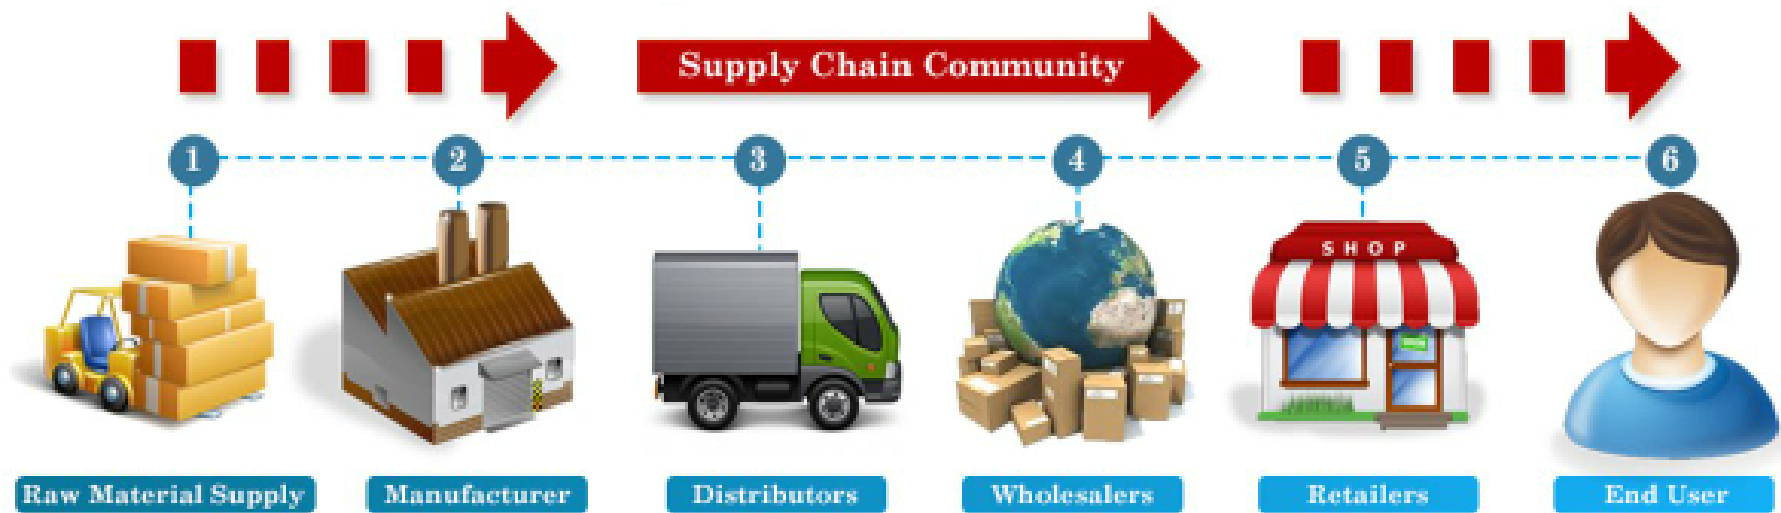 Supply Chain Community
1
2
3
4
5
6
SHOP
Raw Material Supply
Manufacturer
Distributors
Wholesalers
Retailers
End User